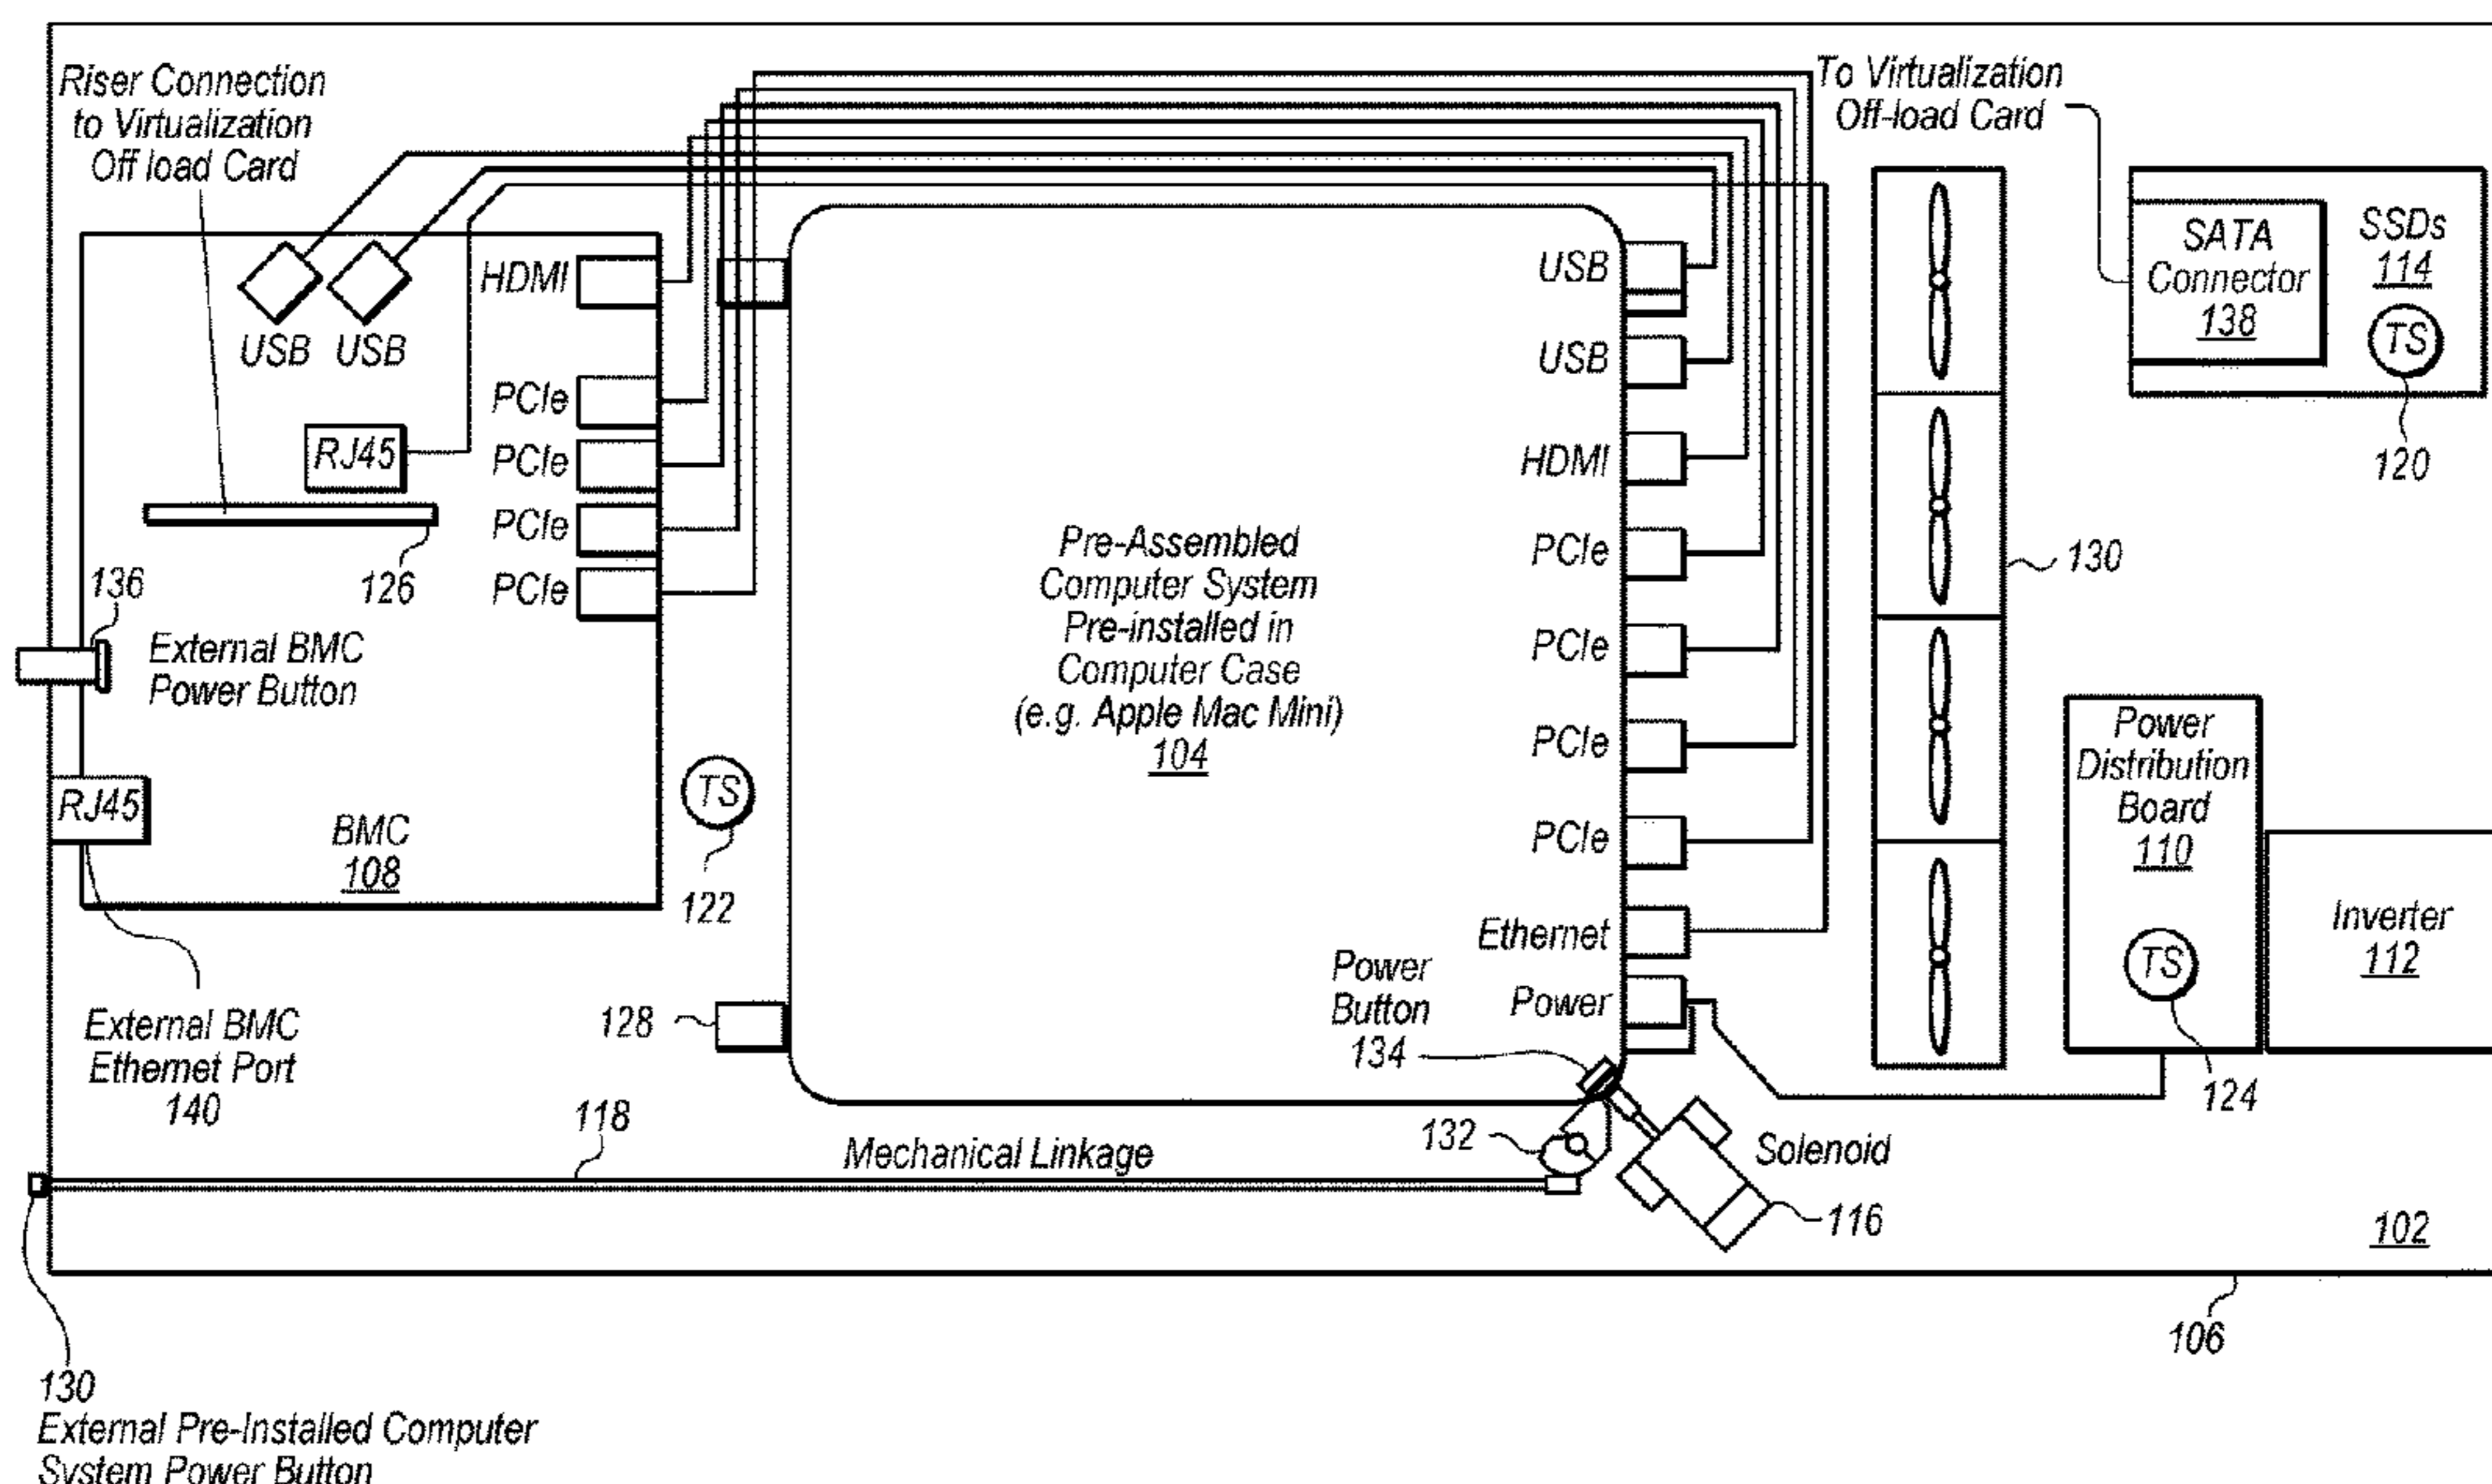 Riser Connection
to Virtualization
Off load Card
To Virtualization
Off-load Card
USB
USB
HDMI
PCIe
PCIe
PCIe
PCIe
RJ45
126
136
External BMC
Power Button
RJ45
BMC
108
External BMC
Ethernet Port
140
TS
122
128
Pre-Assembled
Computer System
Pre-installed in
Computer Case
(e.g. Apple Mac Mini)
104
USB
USB
HDMI
PCIe
PCIe
PCIe
PCIe
Ethernet
Power
Power
Button
134
132
Solenoid
116
118
Mechanical Linkage
130
SATA
Connector
138
SSDs
114
TS
120
Power
Distribution
Board
110
TS
124
Inverter
112
102
106
130
External Pre-Installed Computer
System Power Button